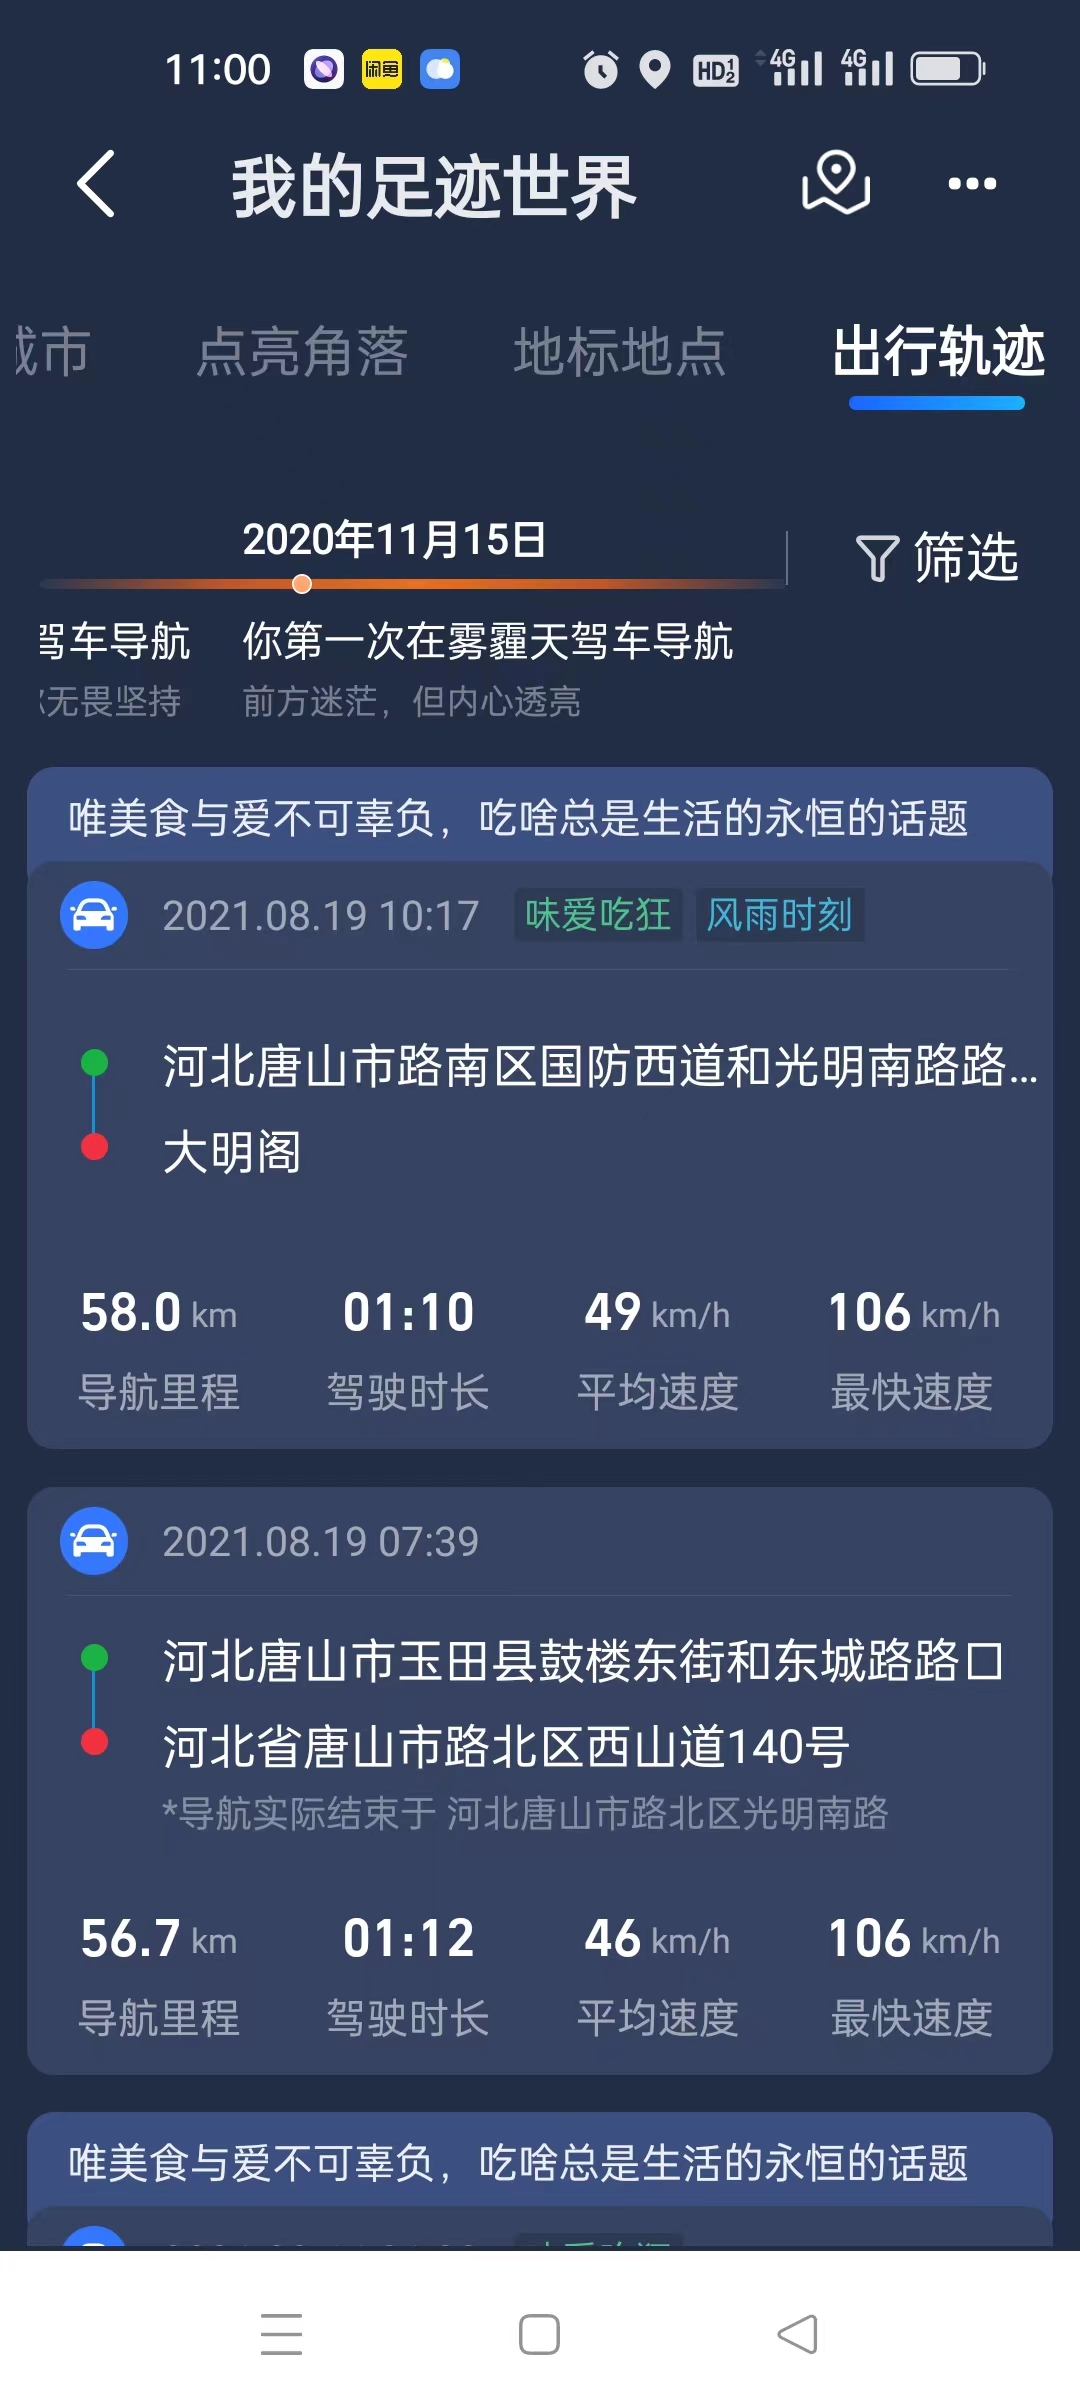 11:00 闲鱼 HD 1 2 4G 4G
我的足迹世界
城市 点亮角落 地标地点 出行轨迹
2020年11月15日
筛选
驾车导航 你第一次在雾霾天驾车导航
无畏坚持 前方迷茫，但内心透亮
唯美食与爱不可辜负，吃啥总是生活的永恒的话题
2021.08.19 10:17 味爱吃狂 风雨时刻
河北唐山市路南区国防西道和光明南路路...
大明阁
58.0 km 01:10 49 km/h 106 km/h
导航里程 驾驶时长 平均速度 最快速度
2021.08.19 07:39
河北唐山市玉田县鼓楼东街和东城路路口
河北省唐山市路北区西山道140号
*导航实际结束于 河北唐山市路北区光明南路
56.7 km 01:12 46 km/h 106 km/h
导航里程 驾驶时长 平均速度 最快速度
唯美食与爱不可辜负，吃啥总是生活的永恒的话题